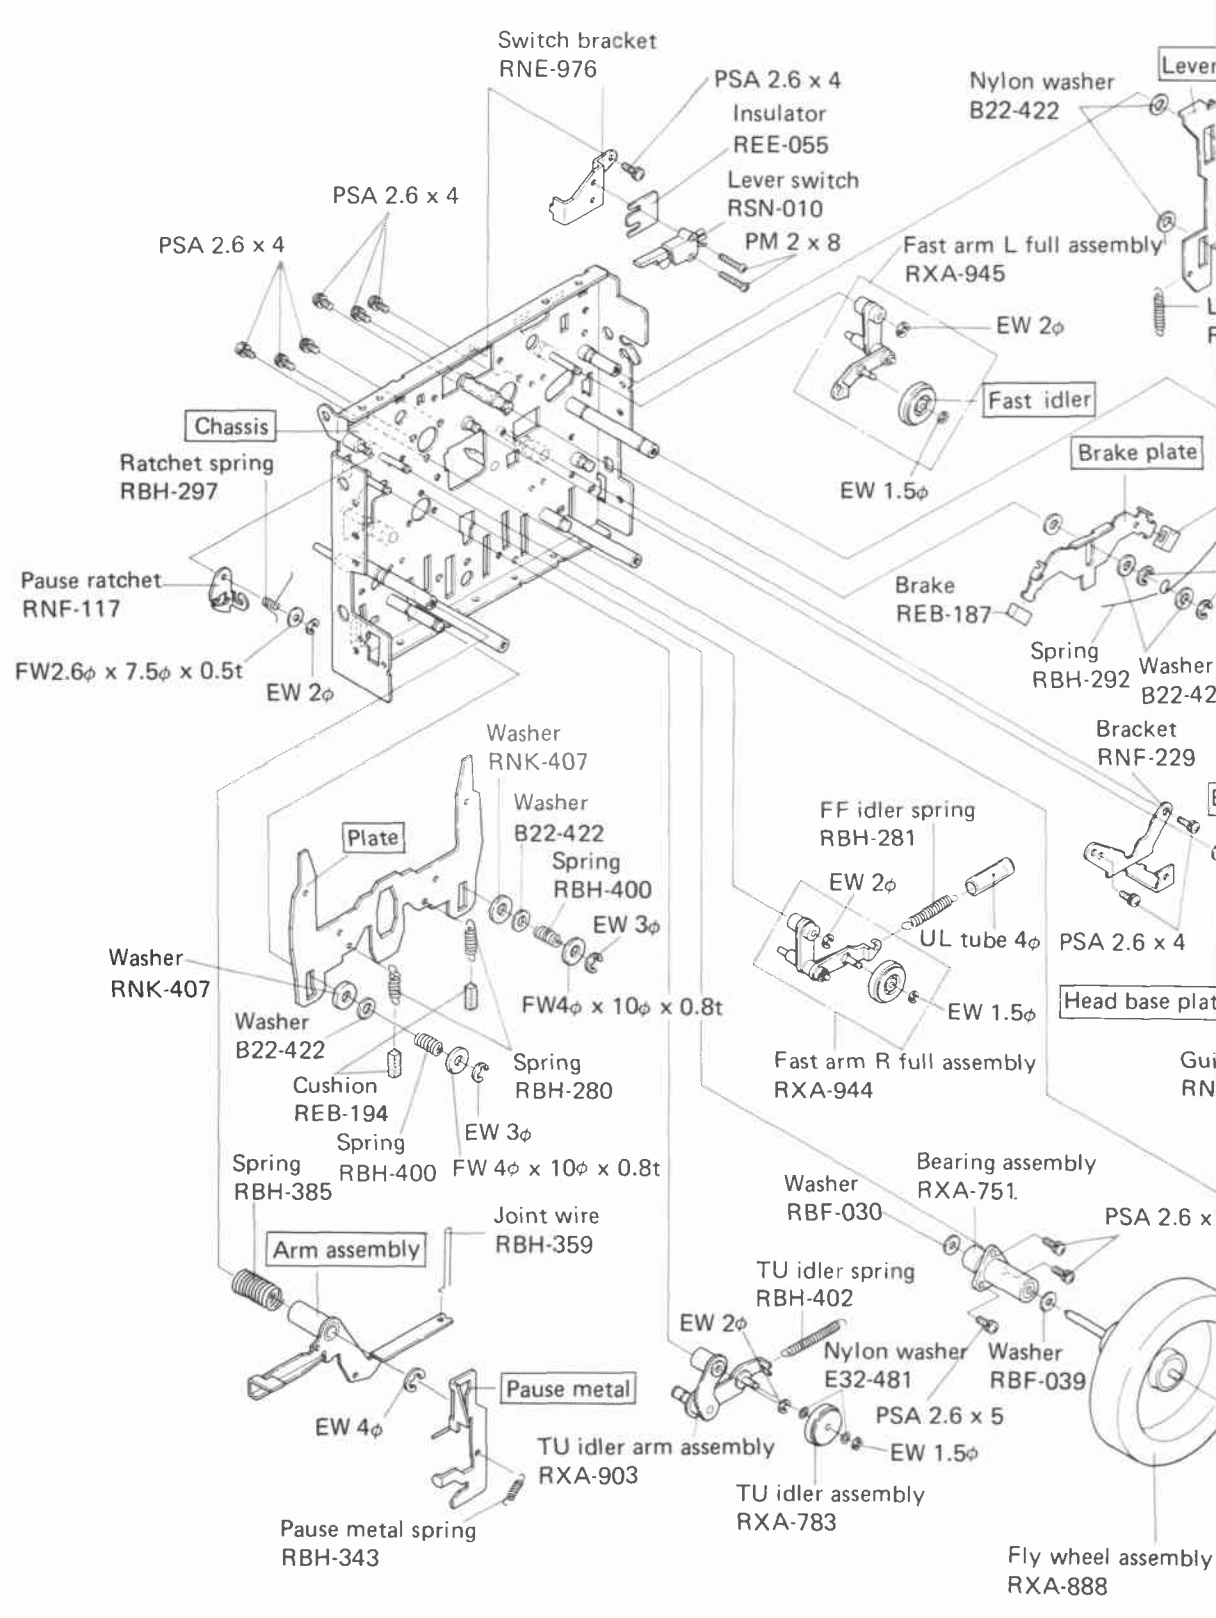 Switch bracket
RNE-976
PSA 2.6 x 4
Insulator
REE-055
Lever switch
RSN-010
PM 2 x 8
Nylon washer
B22-422
Lever
PSA 2.6 x 4
PSA 2.6 x 4
Fast arm L full assembly
RXA-945
EW 2φ
Fast idler
EW 1.5φ
Chassis
Ratchet spring
RBH-297
Brake plate
Pause ratchet
RNF-117
FW2.6φ x 7.5φ x 0.5t
EW 2φ
Brake
REB-187
Spring
RBH-292
Washer
B22-42
Bracket
RNF-229
Washer
RNK-407
Washer
B22-422
Spring
RBH-400
EW 3φ
Plate
FF idler spring
RBH-281
EW 2φ
UL tube 4φ
PSA 2.6 x 4
Washer
RNK-407
FW4φ x 10φ x 0.8t
EW 1.5φ
Head base plat
Washer
B22-422
Cushion
REB-194
Spring
RBH-280
Fast arm R full assembly
RXA-944
Gui
RN
EW 3φ
Spring
RBH-400
FW 4φ x 10φ x 0.8t
Spring
RBH-385
Bearing assembly
RXA-751.
Washer
RBF-030
PSA 2.6 x
Joint wire
RBH-359
Arm assembly
TU idler spring
RBH-402
EW 2φ
Nylon washer
E32-481
Washer
RBF-039
PSA 2.6 x 5
Pause metal
EW 4φ
TU idler arm assembly
RXA-903
EW 1.5φ
TU idler assembly
RXA-783
Pause metal spring
RBH-343
Fly wheel assembly
RXA-888